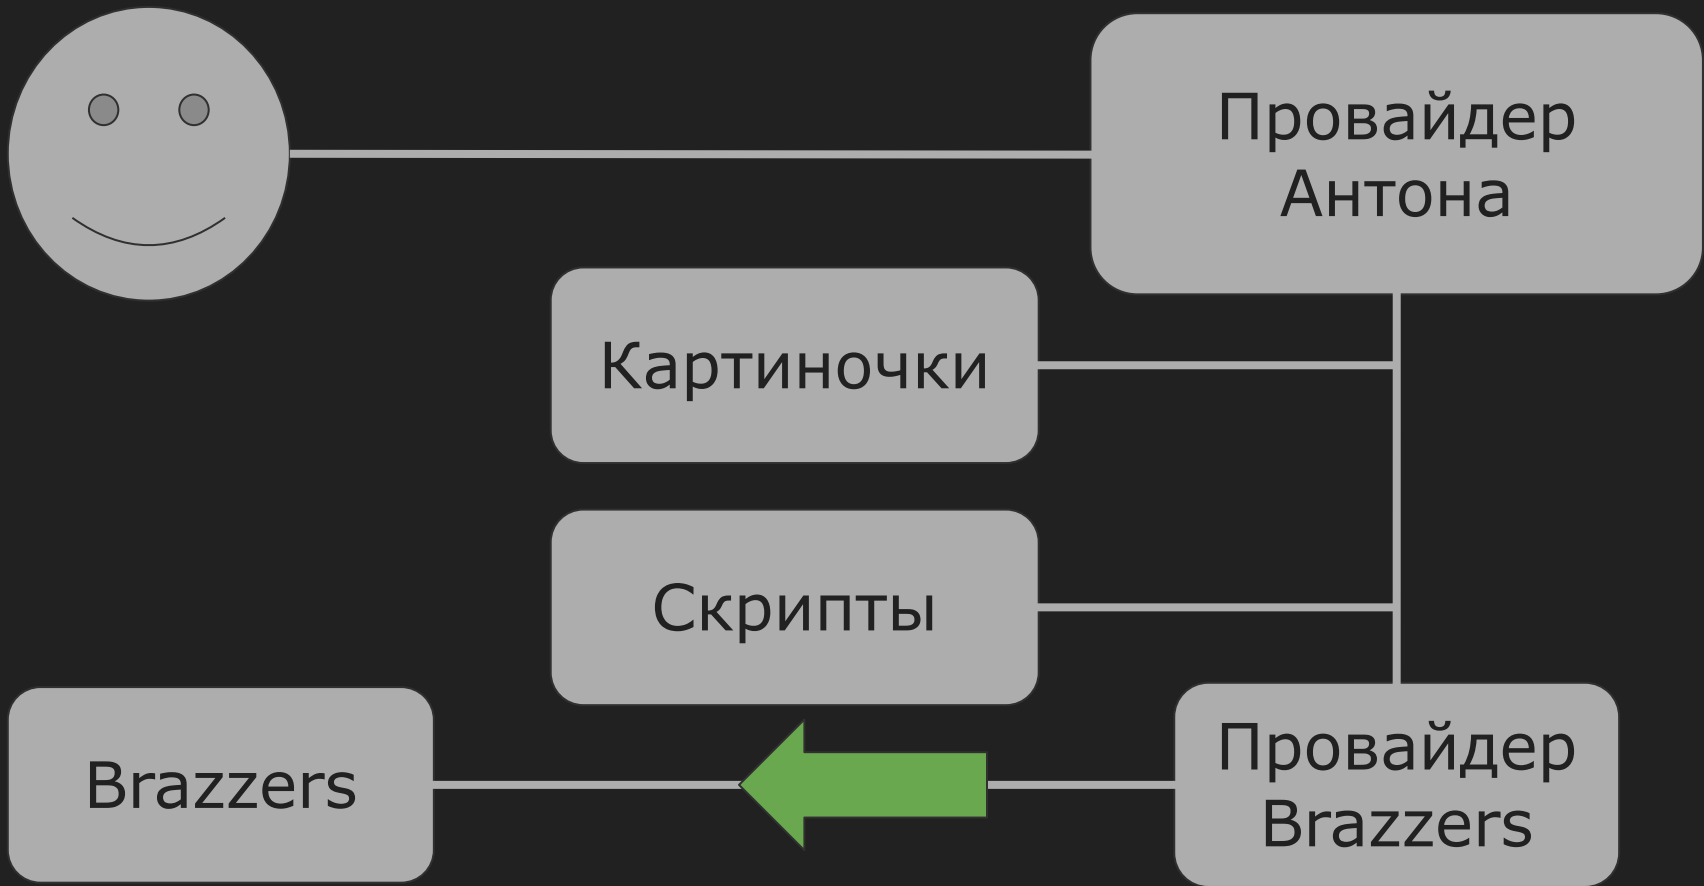 Провайдер
Антона
Картиночки
Скрипты
Brazzers
Провайдер
Brazzers